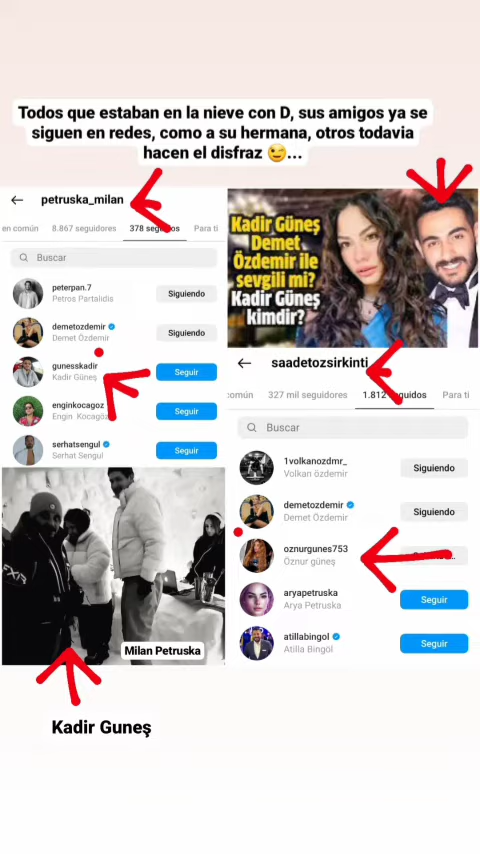 Todos que estaban en la nieve con D, sus amigos ya se
siguen en redes, como a su hermana, otros todavia
hacen el disfraz 😉...
petruska_milan
en común 8.867 seguidores 378 seguidos Para ti
Buscar
peterpan.7
Petros Partalidis
Siguiendo
demetozdemir
Demet Özdemir
Siguiendo
gunesskadir
Kadir Güneş
Seguir
enginkocagoz
Engin Kocagöz
Seguir
serhatsengul
Serhat Sengul
Seguir
Milan Petruska
Kadir Guneş
Kadir Güneş
Demet
Özdemir ile
sevgili mi?
Kadir Güneş
kimdir?
saadetozsirkinti
común 327 mil seguidores 1.812 seguidos Para ti
Buscar
1volkanozdmr_
Volkan özdemir
Siguiendo
demetozdemir
Demet Özdemir
Siguiendo
oznurgunes753
Öznur güneş
aryapetruska
Arya Petruska
Seguir
atillabingol
Atilla Bingöl
Seguir